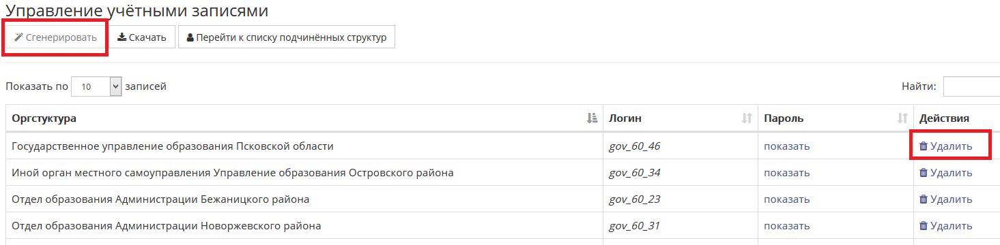 Управление учётными записями
Сгенерировать Скачать Перейти к списку подчинённых структур
Показать по 10 записей Найти:
Оргстуктура Логин Пароль Действия
Государственное управление образования Псковской области gov_60_46 показать Удалить
Иной орган местного самоуправления Управление образования Островского района gov_60_34 показать Удалить
Отдел образования Администрации Бежаницкого района gov_60_23 показать Удалить
Отдел образования Администрации Новоржевского района gov_60_31 показать Удалить